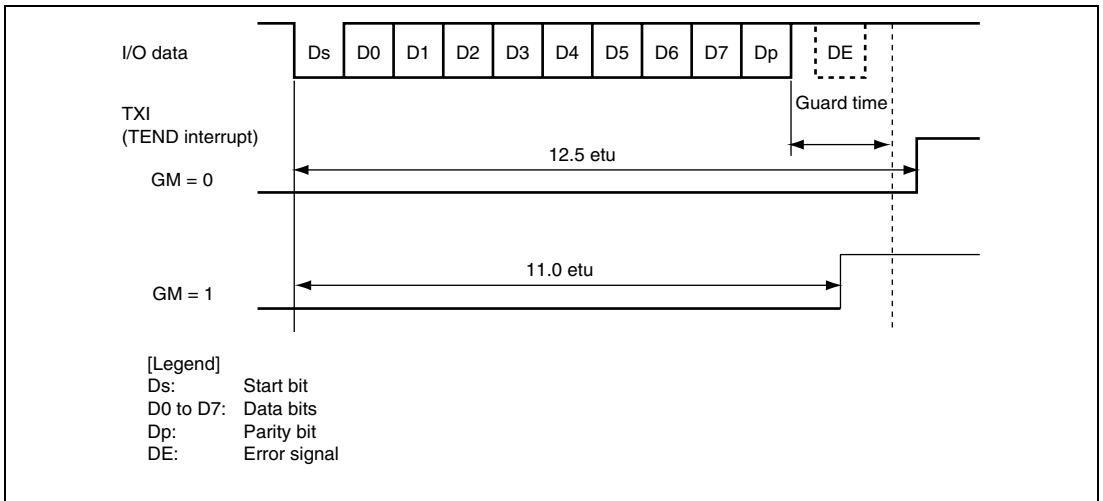 I/O data
Ds D0 D1 D2 D3 D4 D5 D6 D7 Dp DE
Guard time
TXI
(TEND interrupt)
12.5 etu
GM = 0
11.0 etu
GM = 1
[Legend]
Ds: Start bit
D0 to D7: Data bits
Dp: Parity bit
DE: Error signal